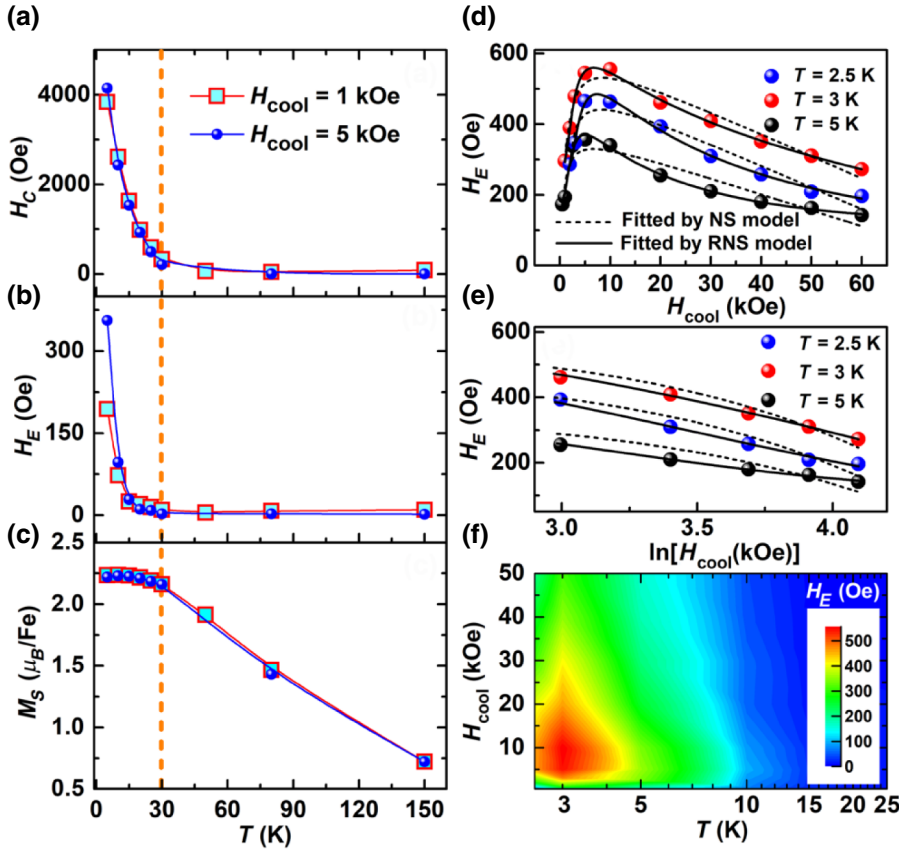 (a)
H_C (Oe)
4000
2000
0
H_cool = 1 kOe
H_cool = 5 kOe
(b)
H_E (Oe)
350
150
0
(c)
M_S (μ_B/Fe)
2.5
2.0
1.5
1.0
0.5
0 30 60 90 120 150
T (K)
(d)
H_E (Oe)
600
400
200
0
T = 2.5 K
T = 3 K
T = 5 K
Fitted by NS model
Fitted by RNS model
0 10 20 30 40 50 60
H_cool (kOe)
(e)
H_E (Oe)
600
400
200
T = 2.5 K
T = 3 K
T = 5 K
3.0 3.5 4.0
ln[H_cool(kOe)]
(f)
H_cool (kOe)
50
40
30
20
10
H_E (Oe)
500
400
300
200
100
0
3 5 10 15 20 25
T (K)